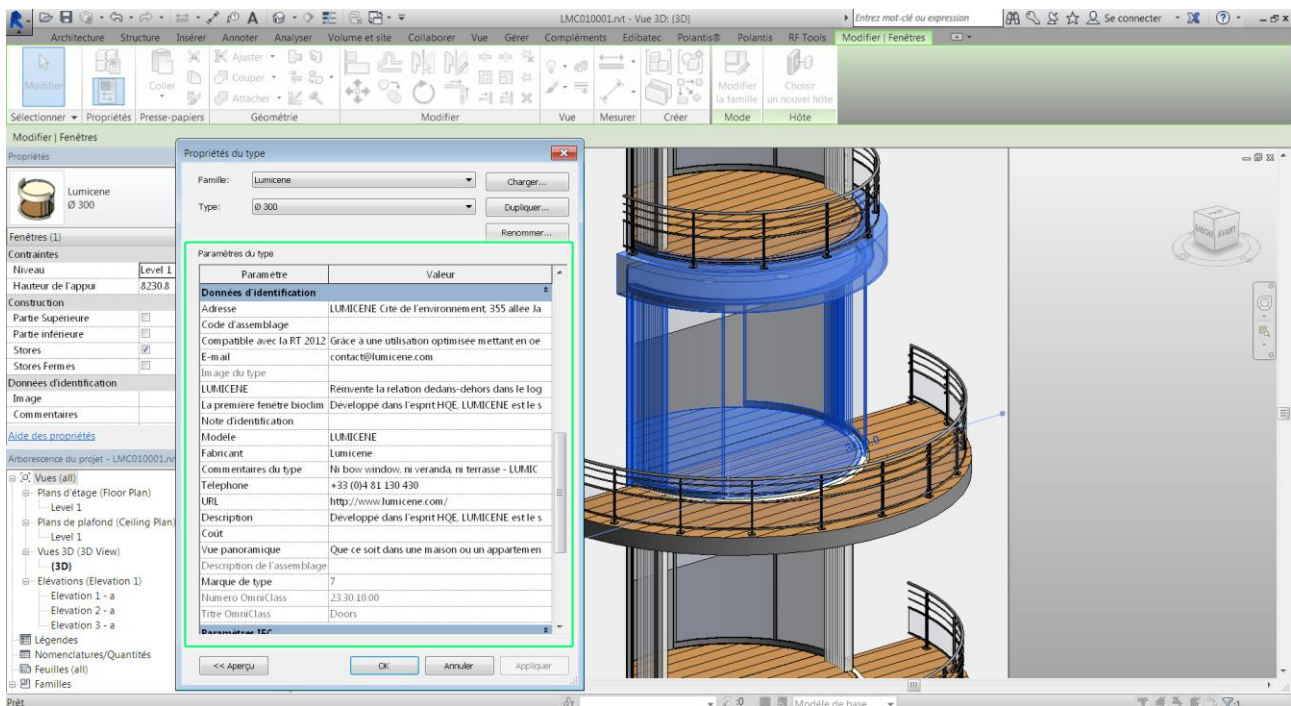 LMC010001.rvt - Vue 3D: {3D}
Entrez mot-clé ou expression
Se connecter
Architecture Structure Insérer Annoter Analyser Volume et site Collaborer Vue Gérer Compléments Edibatec Polantis® Polantis RF Tools Modifier | Fenêtres
Modifier
Coller
Ajuster
Couper
Attacher
Modifier la famille
Choisir un nouvel hôte
Sélectionner Propriétés Presse-papiers Géométrie Modifier Vue Mesurer Créer Mode Hôte
Modifier | Fenêtres
Propriétés
Lumicene
Ø 300
Fenêtres (1)
Contraintes
Niveau Level 1
Hauteur de l'appui 8230.8
Construction
Partie Supérieure
Partie inférieure
Stores
Stores Fermés
Données d'identification
Image
Commentaires
Aide des propriétés
Arborescence du projet - LMC010001.rv
Vues (all)
Plans d'étage (Floor Plan)
Level 1
Plans de plafond (Ceiling Plan)
Level 1
Vues 3D (3D View)
{3D}
Elévations (Elevation 1)
Elevation 1 - a
Elevation 2 - a
Elevation 3 - a
Légendes
Nomenclatures/Quantités
Feuilles (all)
Familles
Propriétés du type
Famille: Lumicene Charger...
Type: Ø 300 Dupliquer...
Renommer...
Paramètres du type
Paramètre Valeur
Données d'identification
Adresse LUMICENE Cité de l'environnement, 355 allée Ja
Code d'assemblage
Compatible avec la RT 2012 Grâce à une utilisation optimisée mettant en oe
E-mail contact@lumicene.com
Image du type
LUMICENE Réinvente la relation dedans-dehors dans le log
La première fenêtre bioclim Développé dans l'esprit HQE, LUMICENE est le s
Note d'identification
Modèle LUMICENE
Fabricant Lumicene
Commentaires du type Ni bow window, ni veranda, ni terrasse - LUMIC
Téléphone +33 (0)4 81 130 430
URL http://www.lumicene.com/
Description Développé dans l'esprit HQE, LUMICENE est le s
Coût
Vue panoramique Que ce soit dans une maison ou un appartemen
Description de l'assemblage
Marque de type 7
Numéro OmniClass 23.30.10.00
Titre OmniClass Doors
Paramètres IFC
<< Aperçu OK Annuler Appliquer
GAUCHE AVANT
Prêt
:0
Modèle de base
:1